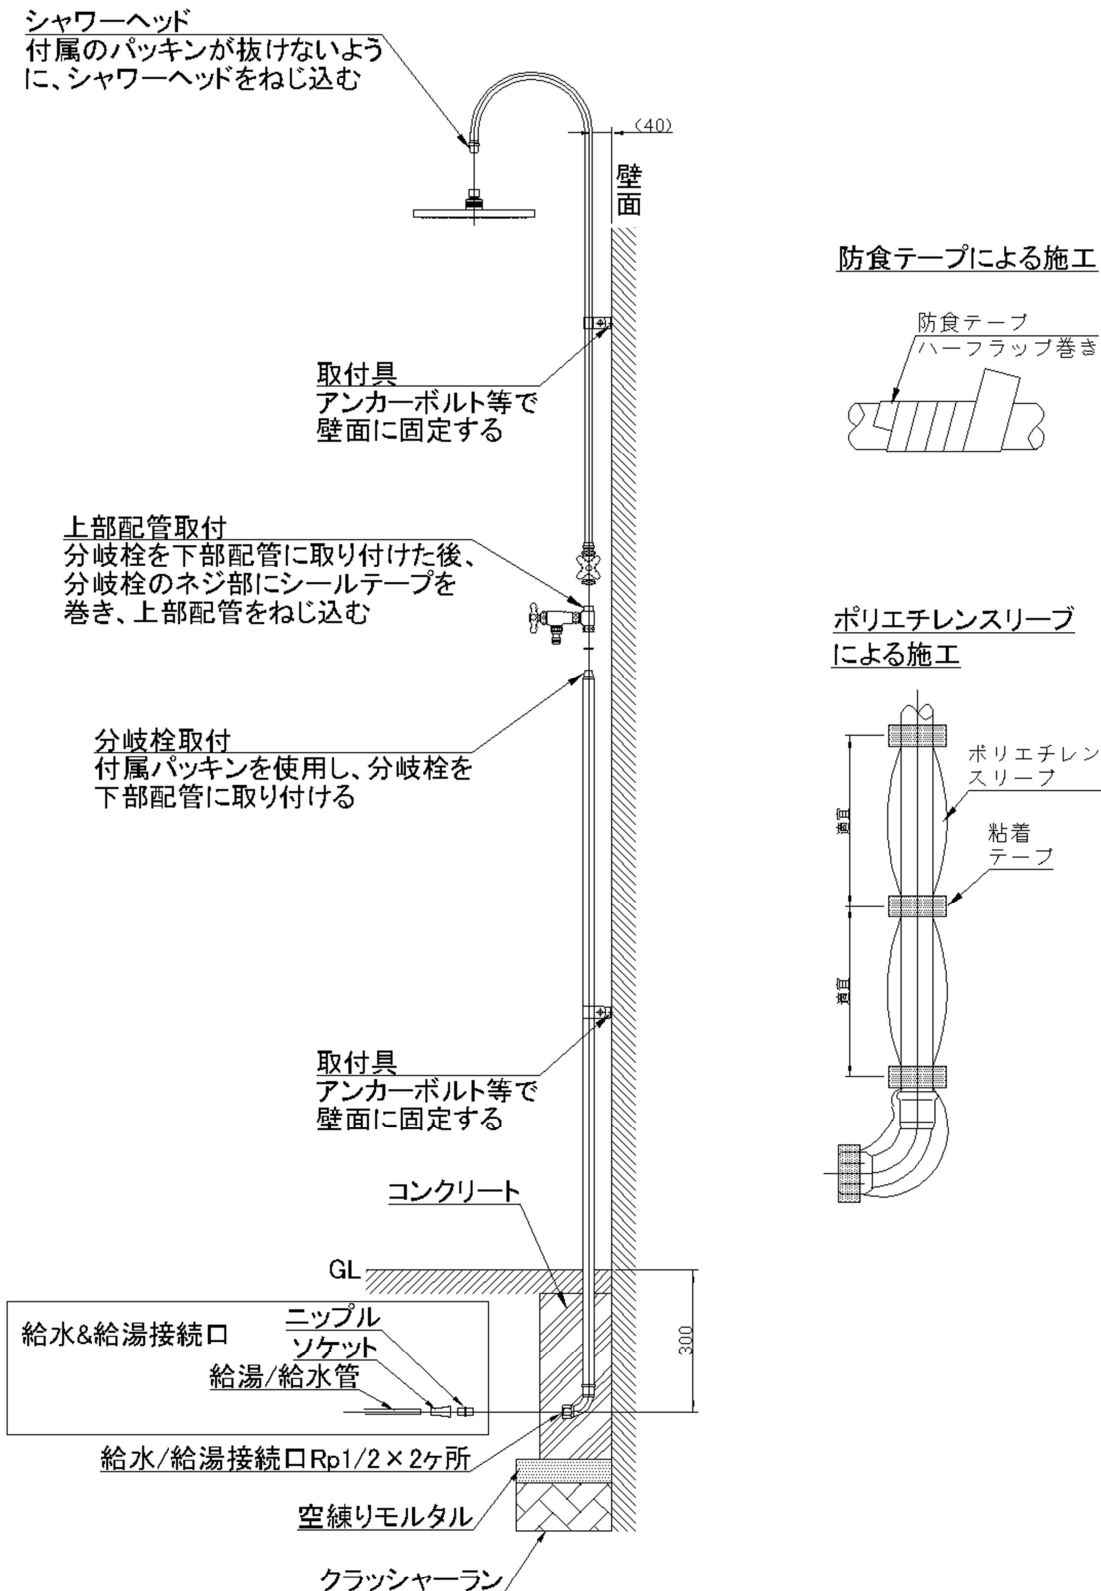 シャワーヘッド
付属のパッキンが抜けないよう
に、シャワーヘッドをねじ込む
(40)
壁
面
取付具
アンカーボルト等で
壁面に固定する
上部配管取付
分岐栓を下部配管に取り付けた後、
分岐栓のネジ部にシールテープを
巻き、上部配管をねじ込む
分岐栓取付
付属パッキンを使用し、分岐栓を
下部配管に取り付ける
取付具
アンカーボルト等で
壁面に固定する
コンクリート
GL
300
給水&給湯接続口
ニップル
ソケット
給湯/給水管
給水/給湯接続口Rp1/2×2ヶ所
空練りモルタル
クラッシャーラン
防食テープによる施工
防食テープ
ハーフラップ巻き
ポリエチレンスリーブ
による施工
ポリエチレン
スリーブ
適宜
粘着
テープ
適宜